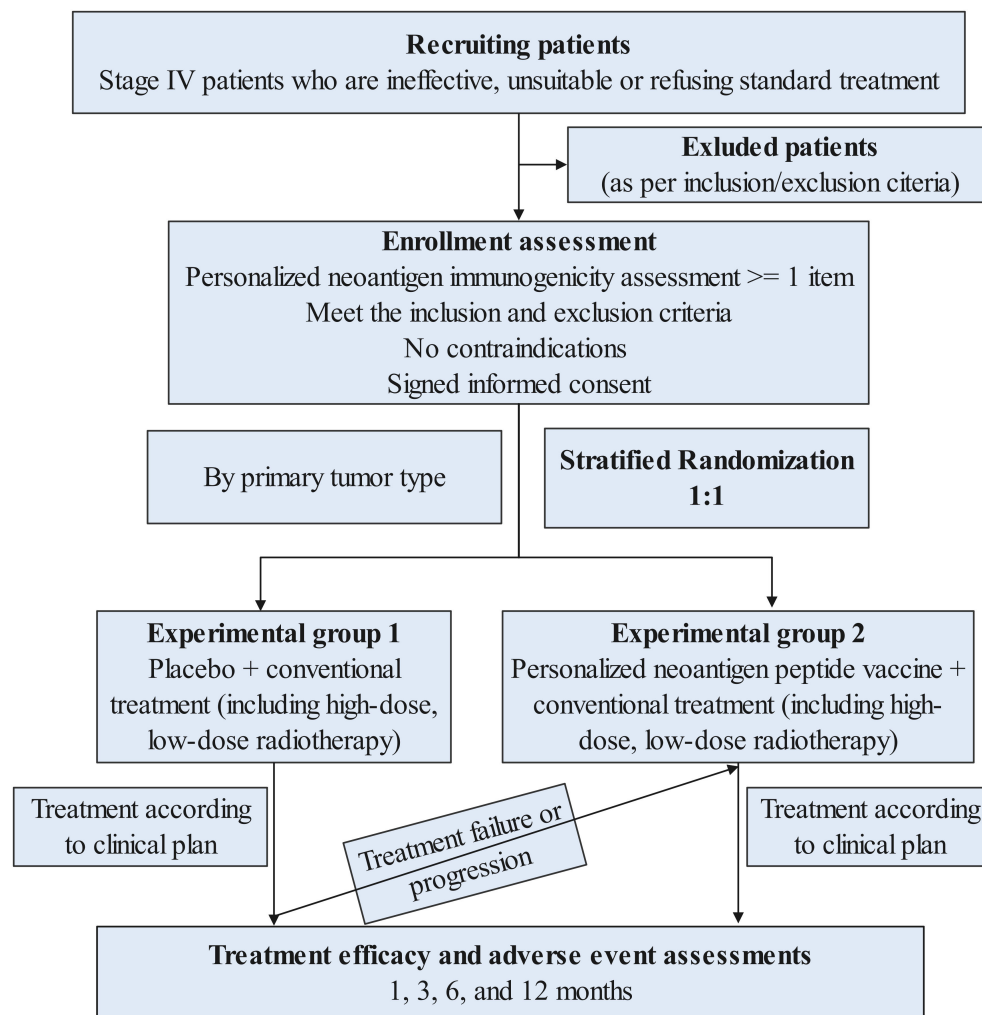 Recruiting patients
Stage IV patients who are ineffective, unsuitable or refusing standard treatment
Exluded patients
(as per inclusion/exclusion citeria)
Enrollment assessment
Personalized neoantigen immunogenicity assessment >= 1 item
Meet the inclusion and exclusion criteria
No contraindications
Signed informed consent
By primary tumor type
Stratified Randomization
1:1
Experimental group 1
Placebo + conventional
treatment (including high-dose,
low-dose radiotherapy)
Experimental group 2
Personalized neoantigen peptide vaccine +
conventional treatment (including high-
dose, low-dose radiotherapy)
Treatment according
to clinical plan
Treatment failure or
progression
Treatment according
to clinical plan
Treatment efficacy and adverse event assessments
1, 3, 6, and 12 months